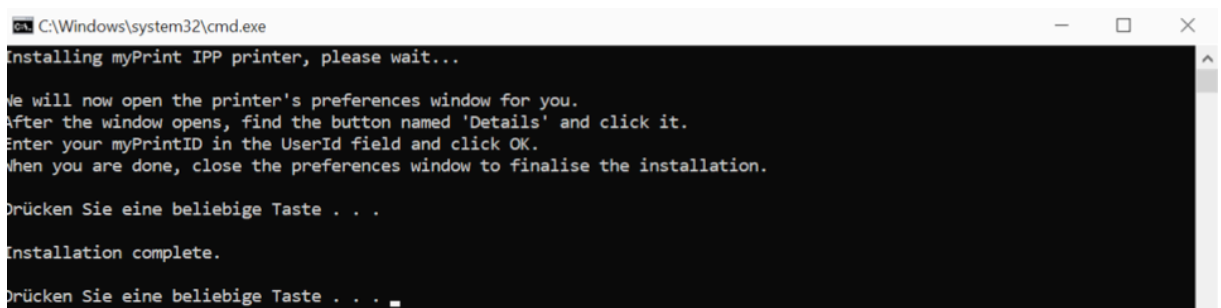 C:\Windows\system32\cmd.exe
Installing myPrint IPP printer, please wait...
We will now open the printer's preferences window for you.
After the window opens, find the button named 'Details' and click it.
Enter your myPrintID in the UserId field and click OK.
When you are done, close the preferences window to finalise the installation.
Drücken Sie eine beliebige Taste . . .
Installation complete.
Drücken Sie eine beliebige Taste . . .